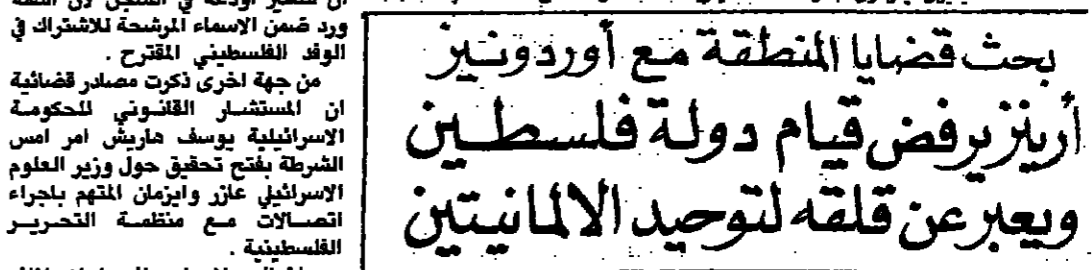 بحث قضايا المنطقة مع أوردونيز
أرينز يرفض قيام دولة فلسطين
ويعبر عن قلقه لتوحيد الالمانيتين
ورد ضمن الاسماء المرشحة للاشتراك في
الوفد الفلسطيني المقترح .
من جهة اخرى ذكرت مصادر قضائية
ان المستشار القانوني للحكومة
الاسرائيلية يوسف هاريش امر امس
الشرطة بفتح تحقيق حول وزير العلوم
الاسرائيلي عازر وايزمان المتهم باجراء
اتصالات مع منظمة التحرير
الفلسطينية .